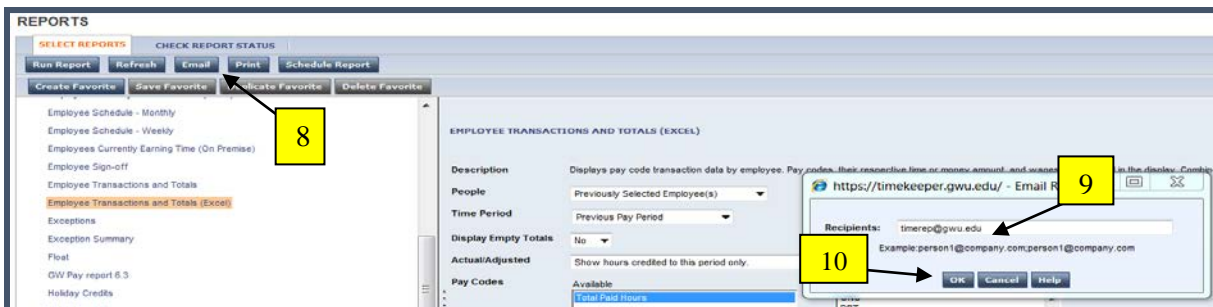 REPORTS
SELECT REPORTS CHECK REPORT STATUS
Run Report Refresh Email Print Schedule Report
Create Favorite Save Favorite Duplicate Favorite Delete Favorite
Employee Schedule - Monthly
Employee Schedule - Weekly
Employees Currently Earning Time (On Premise)
Employee Sign-off
Employee Transactions and Totals
Employee Transactions and Totals (Excel)
Exceptions
Exception Summary
Float
GW Pay report 6.3
Holiday Credits
8
EMPLOYEE TRANSACTIONS AND TOTALS (EXCEL)
Description Displays pay code transaction data by employee. Pay codes, their respective time or money amount, and wages in the display. Combin
People Previously Selected Employee(s)
Time Period Previous Pay Period
Display Empty Totals No
Actual/Adjusted Show hours credited to this period only.
Pay Codes Available
Total Paid Hours
9
https://timekeeper.gwu.edu/ - Email R
Recipients: timerep@gwu.edu
Example:person1@company.com;person1@company.com
10
OK Cancel Help